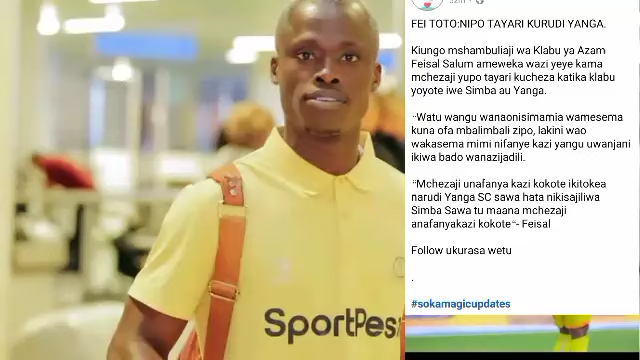 FEI TOTO:NIPO TAYARI KURUDI YANGA.
Kiungo mshambuliaji wa Klabu ya Azam
Feisal Salum ameweka wazi yeye kama
mchezaji yupo tayari kucheza katika klabu
yoyote iwe Simba au Yanga.
"Watu wangu wanaonisimamia wamesema
kuna ofa mbalimbali zipo, lakini wao
wakasema mimi nifanye kazi yangu uwanjani
ikiwa bado wanazijadili.
"Mchezaji unafanya kazi kokote ikitokea
narudi Yanga SC sawa hata nikisajiliwa
Simba Sawa tu maana mchezaji
anafanyakazi kokote"- Feisal
Follow ukurasa wetu
.
#sokamagicupdates
SportPes